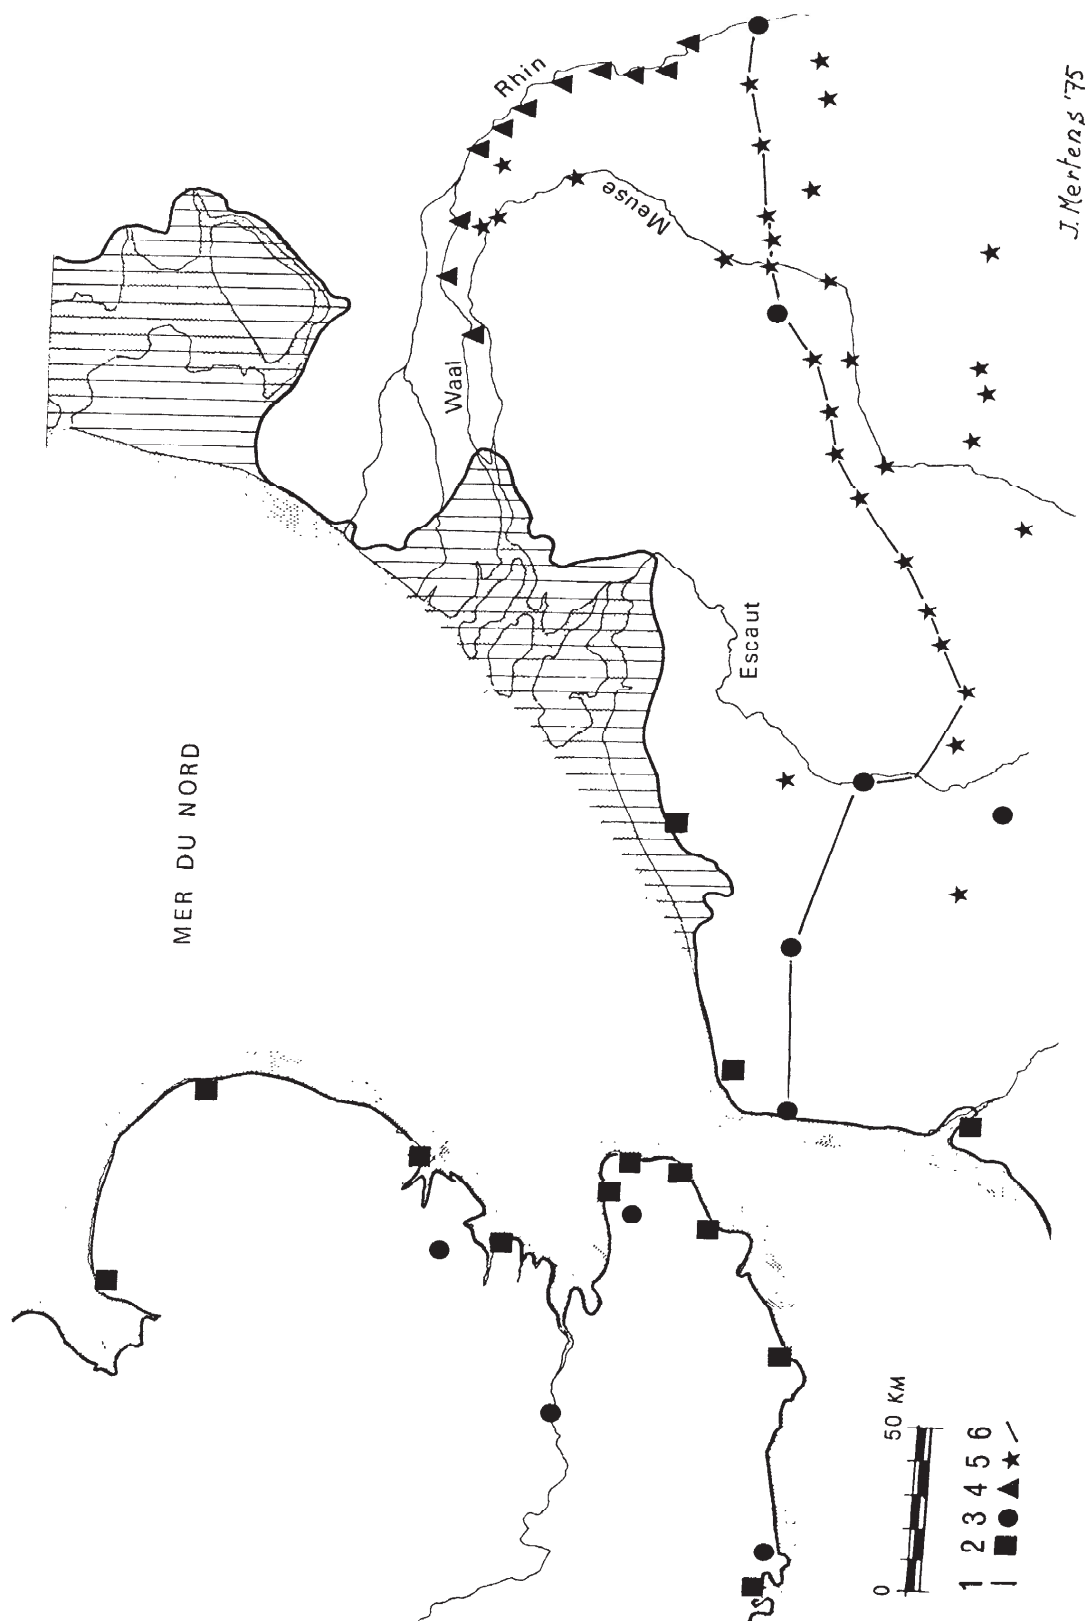 MER DU NORD
Rhin
Meuse
Waal
Escaut
0 50 KM
1 2 3 4 5 6
J. Mertens '75